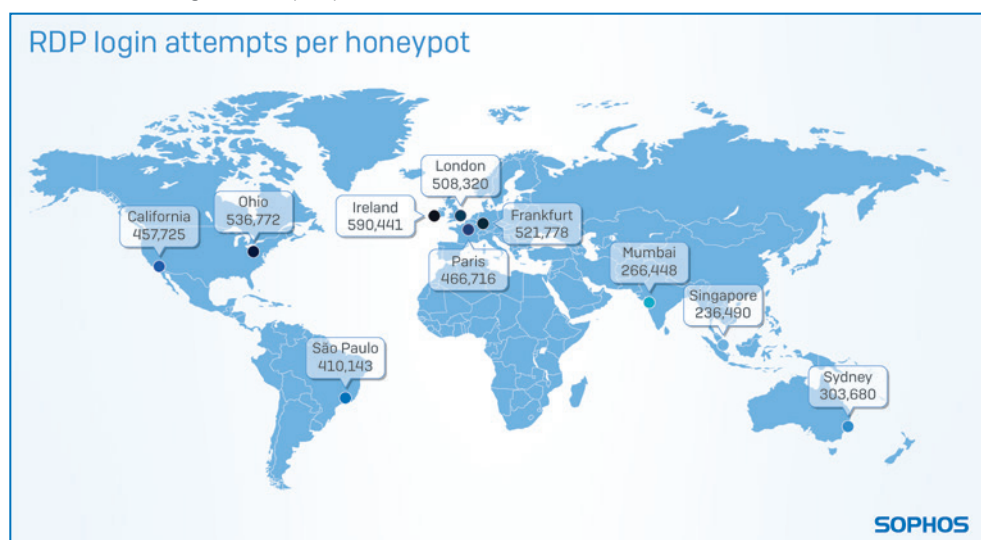 RDP login attempts per honeypot
London
508,320
Ohio
536,772
Ireland
590,441
Frankfurt
521,778
California
457,725
Paris
466,716
Mumbai
266,448
Singapore
236,490
São Paulo
410,143
Sydney
303,680
SOPHOS